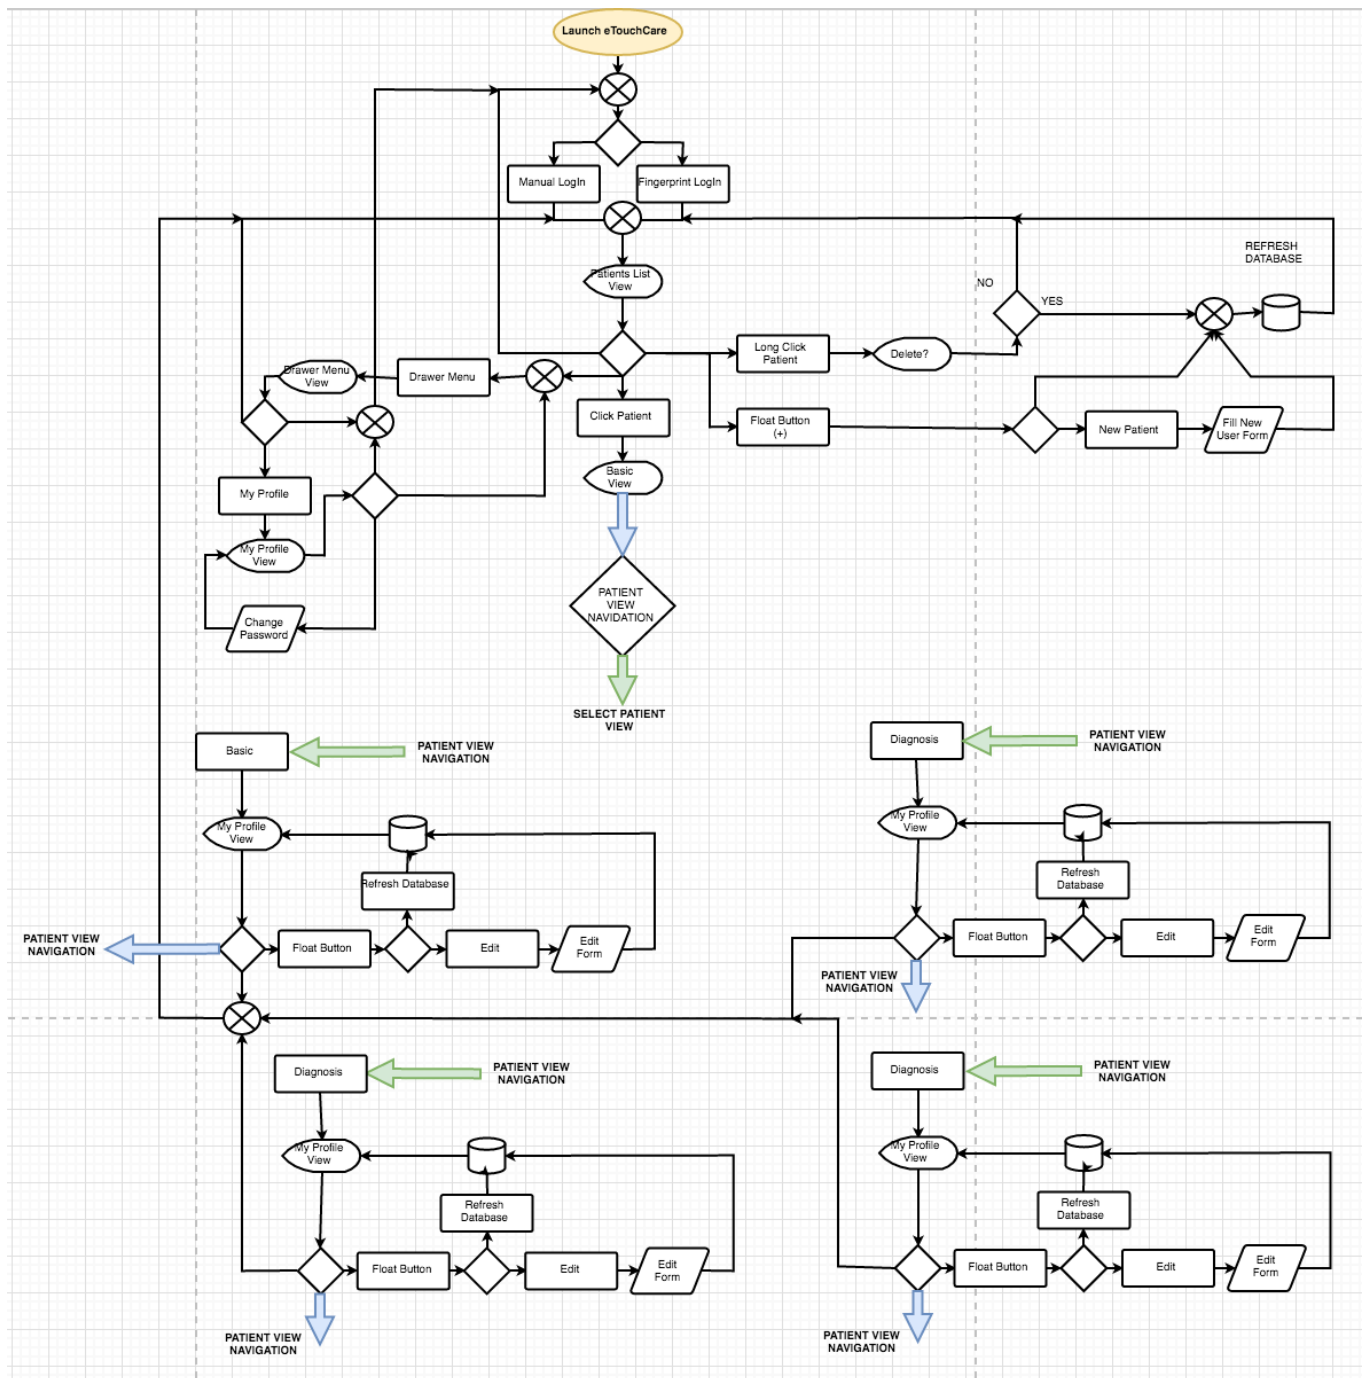 Launch eTouchCare
Manual LogIn
Fingerprint LogIn
Patients List
View
REFRESH
DATABASE
NO
YES
Long Click
Patient
Delete?
Drawer Menu
View
Drawer Menu
Click Patient
Float Button
(+)
New Patient
Fill New
User Form
Basic
View
My Profile
My Profile
View
Change
Password
PATIENT
VIEW
NAVIDATION
SELECT PATIENT
VIEW
Basic
PATIENT VIEW
NAVIGATION
Diagnosis
PATIENT VIEW
NAVIGATION
My Profile
View
Refresh Database
PATIENT VIEW
NAVIGATION
Float Button
Edit
Edit
Form
My Profile
View
Refresh
Database
Float Button
Edit
Edit
Form
PATIENT VIEW
NAVIGATION
Diagnosis
PATIENT VIEW
NAVIGATION
My Profile
View
Refresh
Database
Float Button
Edit
Edit
Form
PATIENT VIEW
NAVIGATION
Diagnosis
PATIENT VIEW
NAVIGATION
My Profile
View
Refresh
Database
Float Button
Edit
Edit
Form
PATIENT VIEW
NAVIGATION